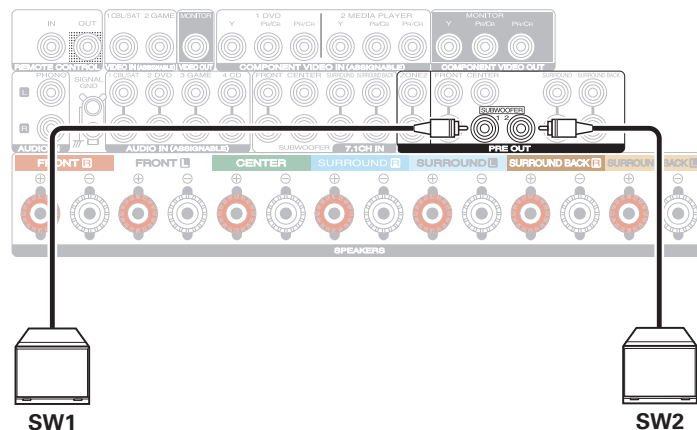 1 CBL/SAT 2 GAME MONITOR 1 DVD 2 MEDIA PLAYER MONITOR
IN OUT Y PB/CB PR/CR Y PB/CB PR/CR Y PB/CB PR/CR
REMOTE CONTROL VIDEO IN (ASSIGNABLE) VIDEO OUT COMPONENT VIDEO IN (ASSIGNABLE) COMPONENT VIDEO OUT
PHONO SIGNAL GND 1 CBL/SAT 2 DVD 3 GAME 4 CD FRONT CENTER SURROUND SURROUND BACK ZONE2 FRONT CENTER SURROUND SURROUND BACK
L
SUBWOOFER
R 1 2
AUDIO IN AUDIO IN (ASSIGNABLE) SUBWOOFER 7.1CH IN PRE OUT
FRONT R FRONT L CENTER SURROUND R SURROUND L SURROUND BACK R SURROUND BACK L
+ − + − + − + − + − + − + −
SPEAKERS
SW1 SW2